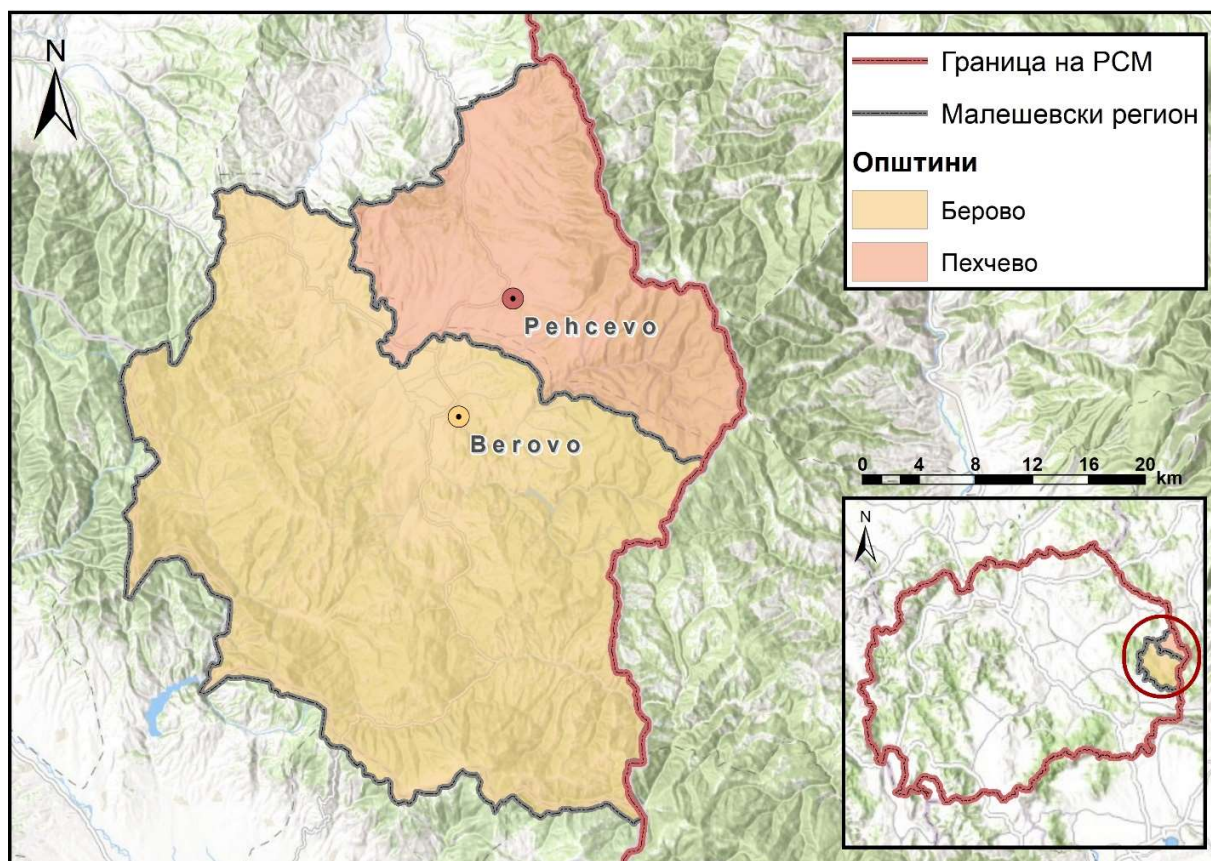 N
Граница на РСМ
Малешевски регион
Општини
Берово
Пехчево
Pehcevo
Berovo
0 4 8 12 16 20
km
N